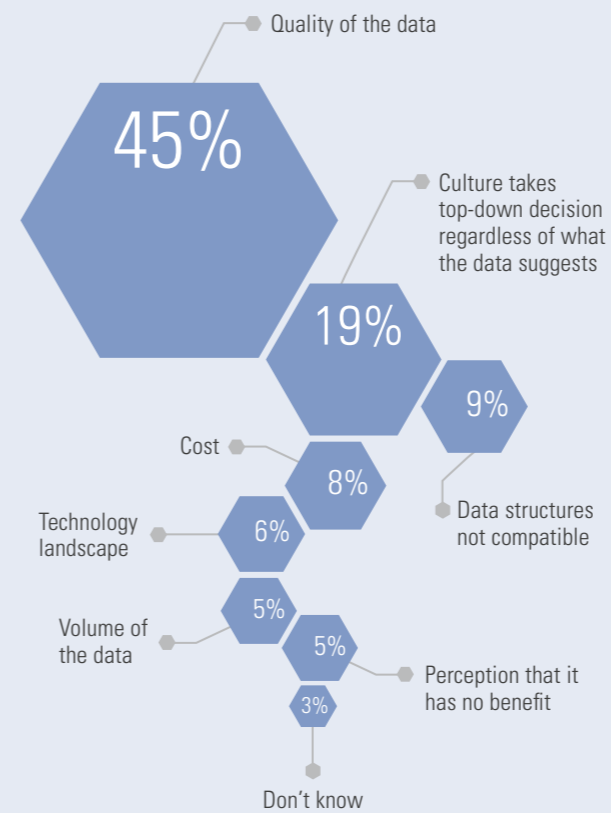 Quality of the data
45%
Culture takes
top-down decision
regardless of what
the data suggests
19%
9%
Cost
8%
Data structures
not compatible
Technology
landscape
6%
5%
Volume of
the data
5%
Perception that it
has no benefit
3%
Don’t know